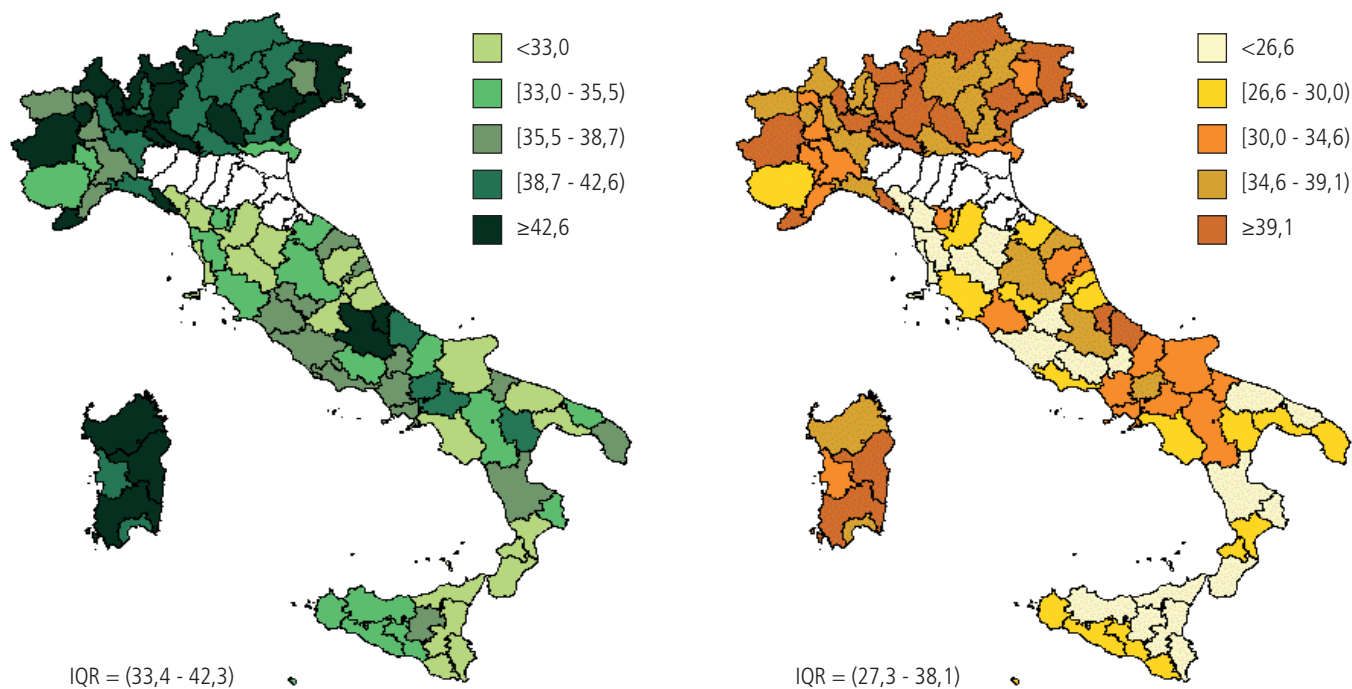 <33,0
[33,0 - 35,5)
[35,5 - 38,7)
[38,7 - 42,6)
≥42,6
IQR = (33,4 - 42,3)
<26,6
[26,6 - 30,0)
[30,0 - 34,6)
[34,6 - 39,1)
≥39,1
IQR = (27,3 - 38,1)